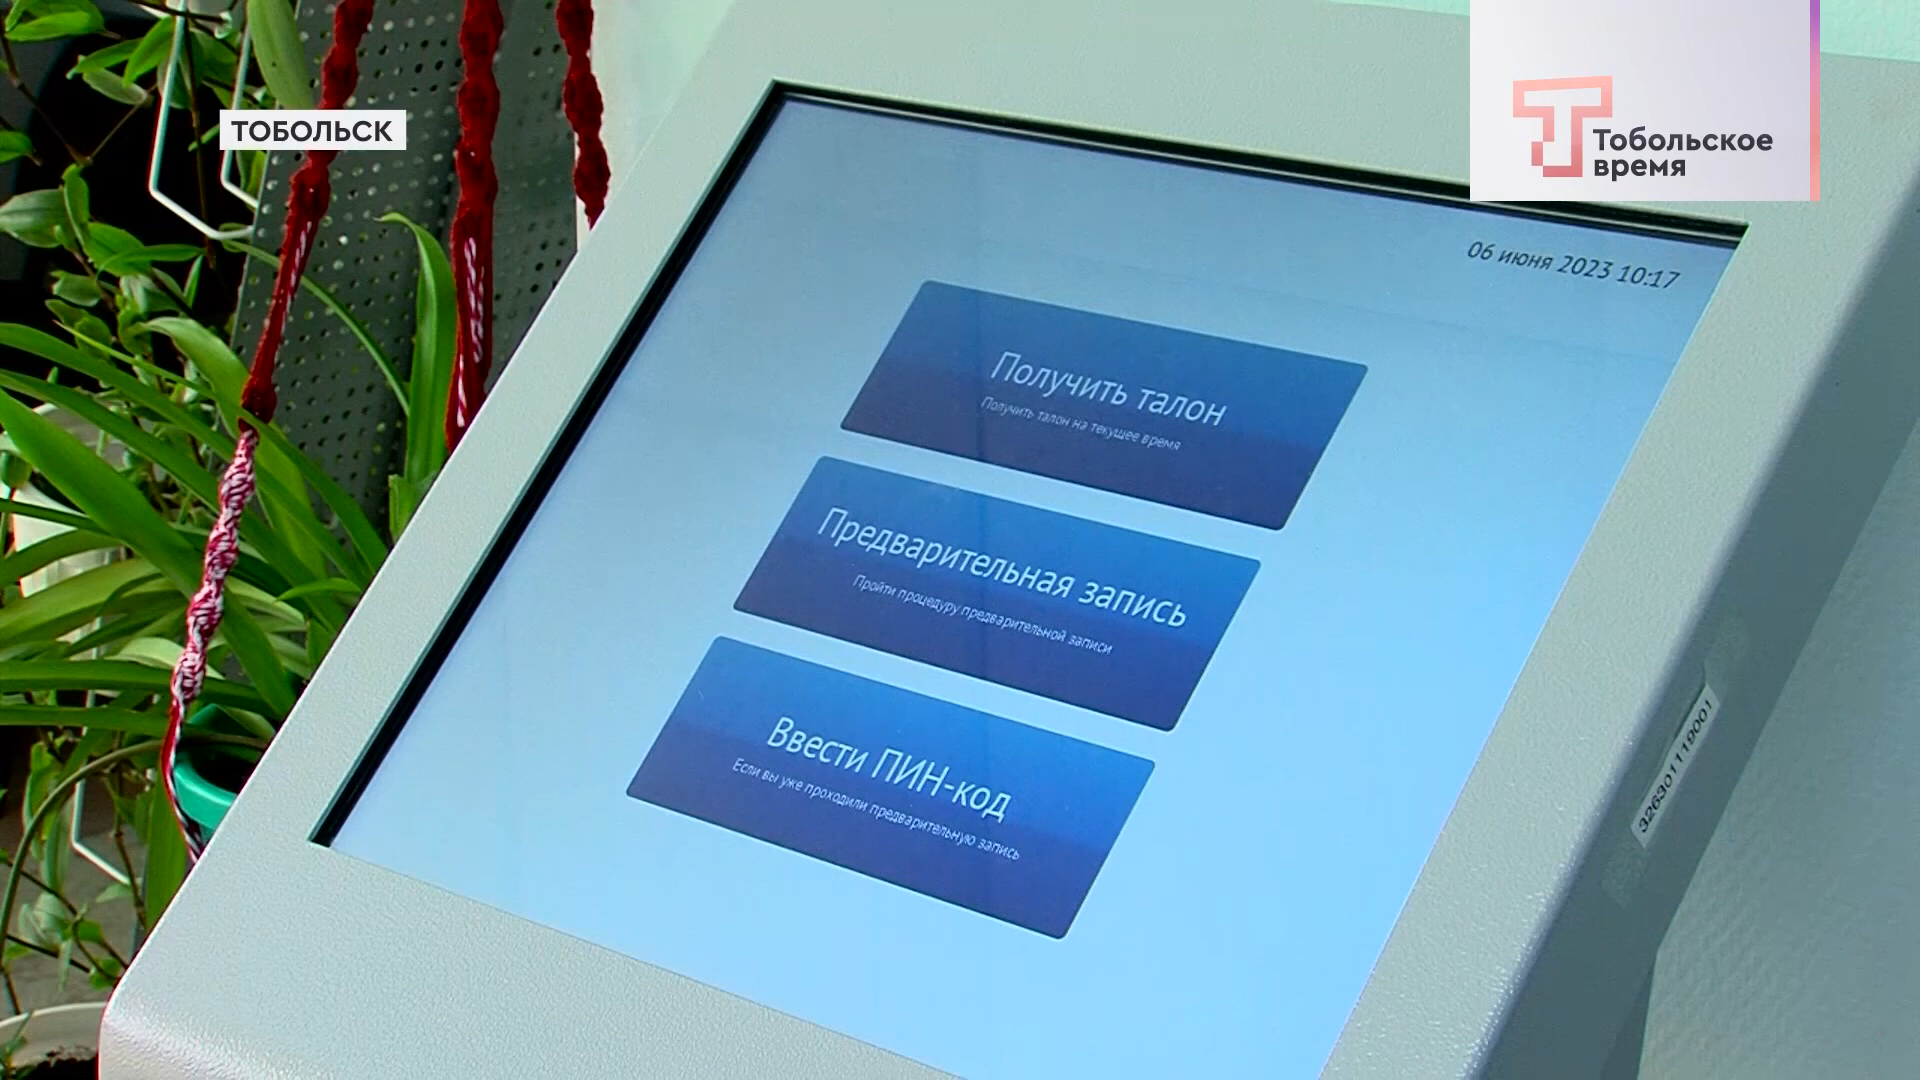 ТОБОЛЬСК
Тобольское
время
06 июня 2023 10:17
Получить талон
Получить талон на текущее время
Предварительная запись
Пройти процедуру предварительной записи
Ввести ПИН-код
Если вы уже проходили предварительную запись
326301119001